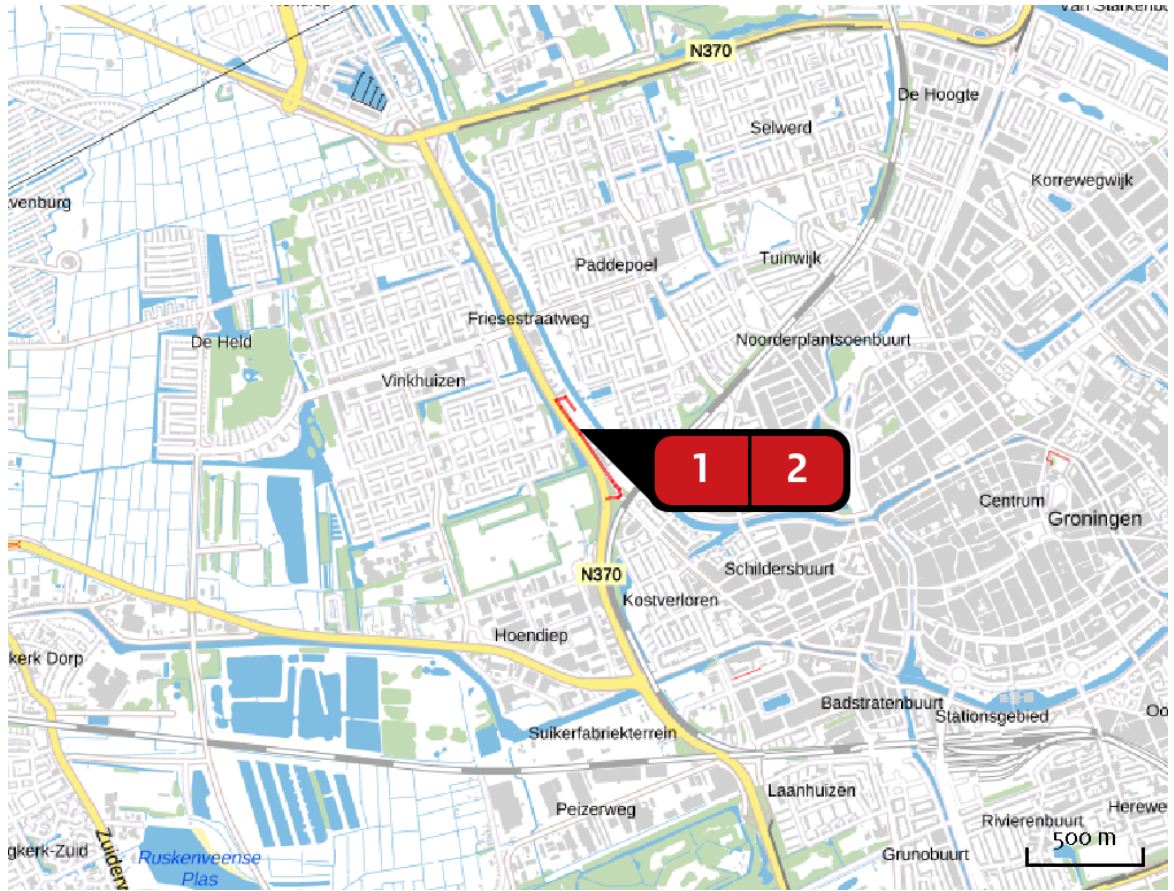 N370
De Hoogte
Selwerd
Korrewegwijk
venburg
Paddepoel
Tuinwijk
Friesestraatweg
De Held
Noorderplantsoenbuurt
Vinkhuizen
1
2
Centrum
Groningen
N370
Schildersbuurt
Kostverloren
Hoendiep
kerk Dorp
Badstratenbuurt
Stationsgebied
Oo
Suikerfabriekterrein
Laanhuizen
Peizerweg
Herewe
Rivierenbuurt
500 m
gkerk-Zuid
Zuiderw
Ruskenveense
Plas
Grunobuurt